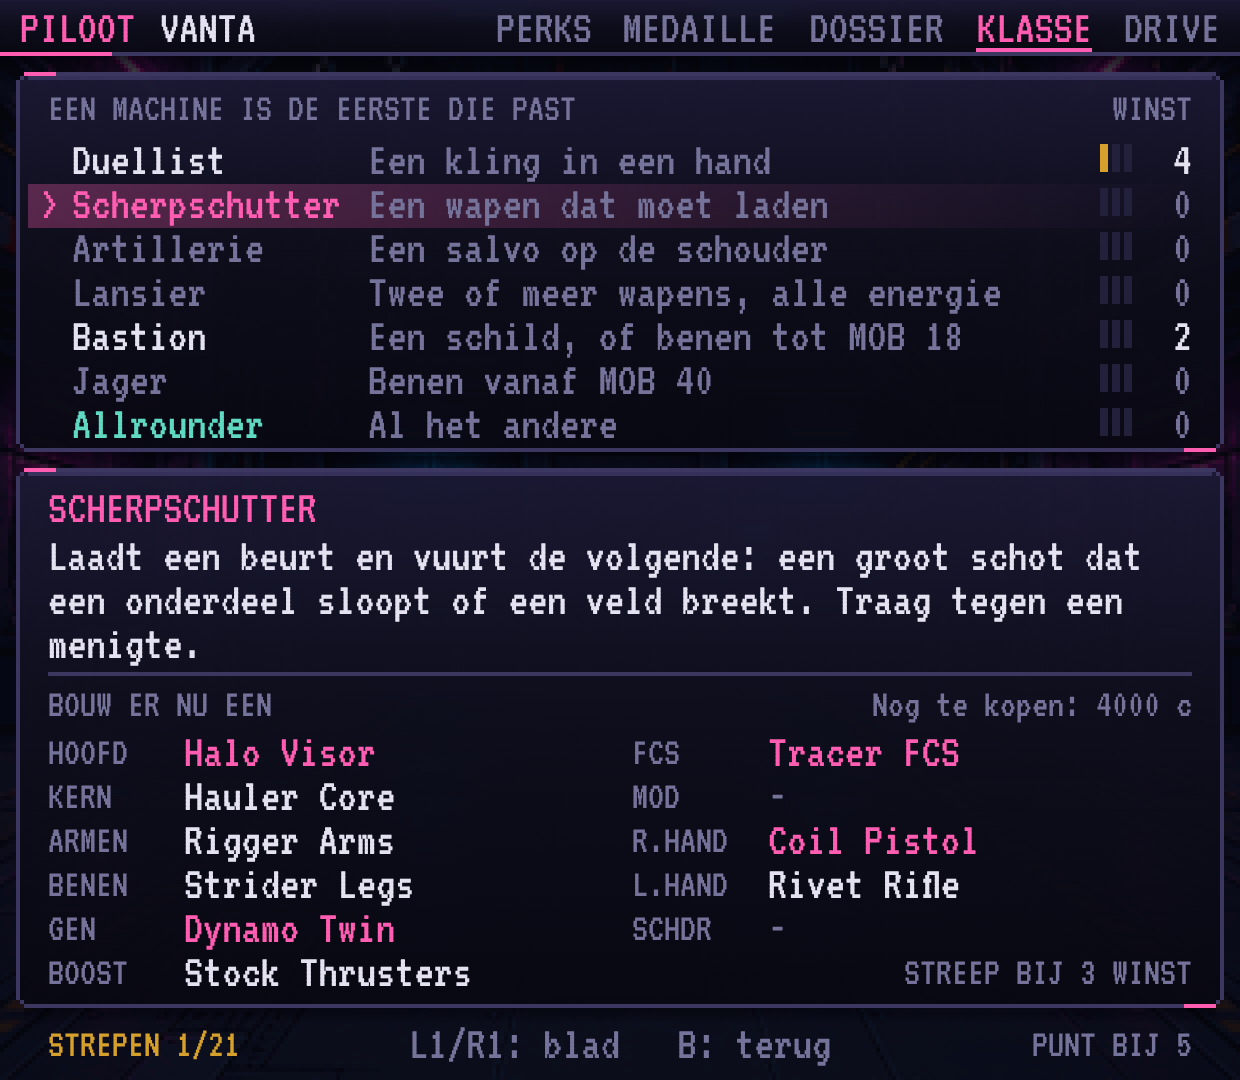 PILOOT VANTA PERKS MEDAILLE DOSSIER KLASSE DRIVE
EEN MACHINE IS DE EERSTE DIE PAST WINST
Duellist Een kling in een hand 4
> Scherpschutter Een wapen dat moet laden 0
Artillerie Een salvo op de schouder 0
Lansier Twee of meer wapens, alle energie 0
Bastion Een schild, of benen tot MOB 18 2
Jager Benen vanaf MOB 40 0
Allrounder Al het andere 0
SCHERPSCHUTTER
Laadt een beurt en vuurt de volgende: een groot schot dat
een onderdeel sloopt of een veld breekt. Traag tegen een
menigte.
BOUW ER NU EEN Nog te kopen: 4000 c
HOOFD Halo Visor FCS Tracer FCS
KERN Hauler Core MOD -
ARMEN Rigger Arms R.HAND Coil Pistol
BENEN Strider Legs L.HAND Rivet Rifle
GEN Dynamo Twin SCHDR -
BOOST Stock Thrusters STREEP BIJ 3 WINST
STREPEN 1/21 L1/R1: blad B: terug PUNT BIJ 5